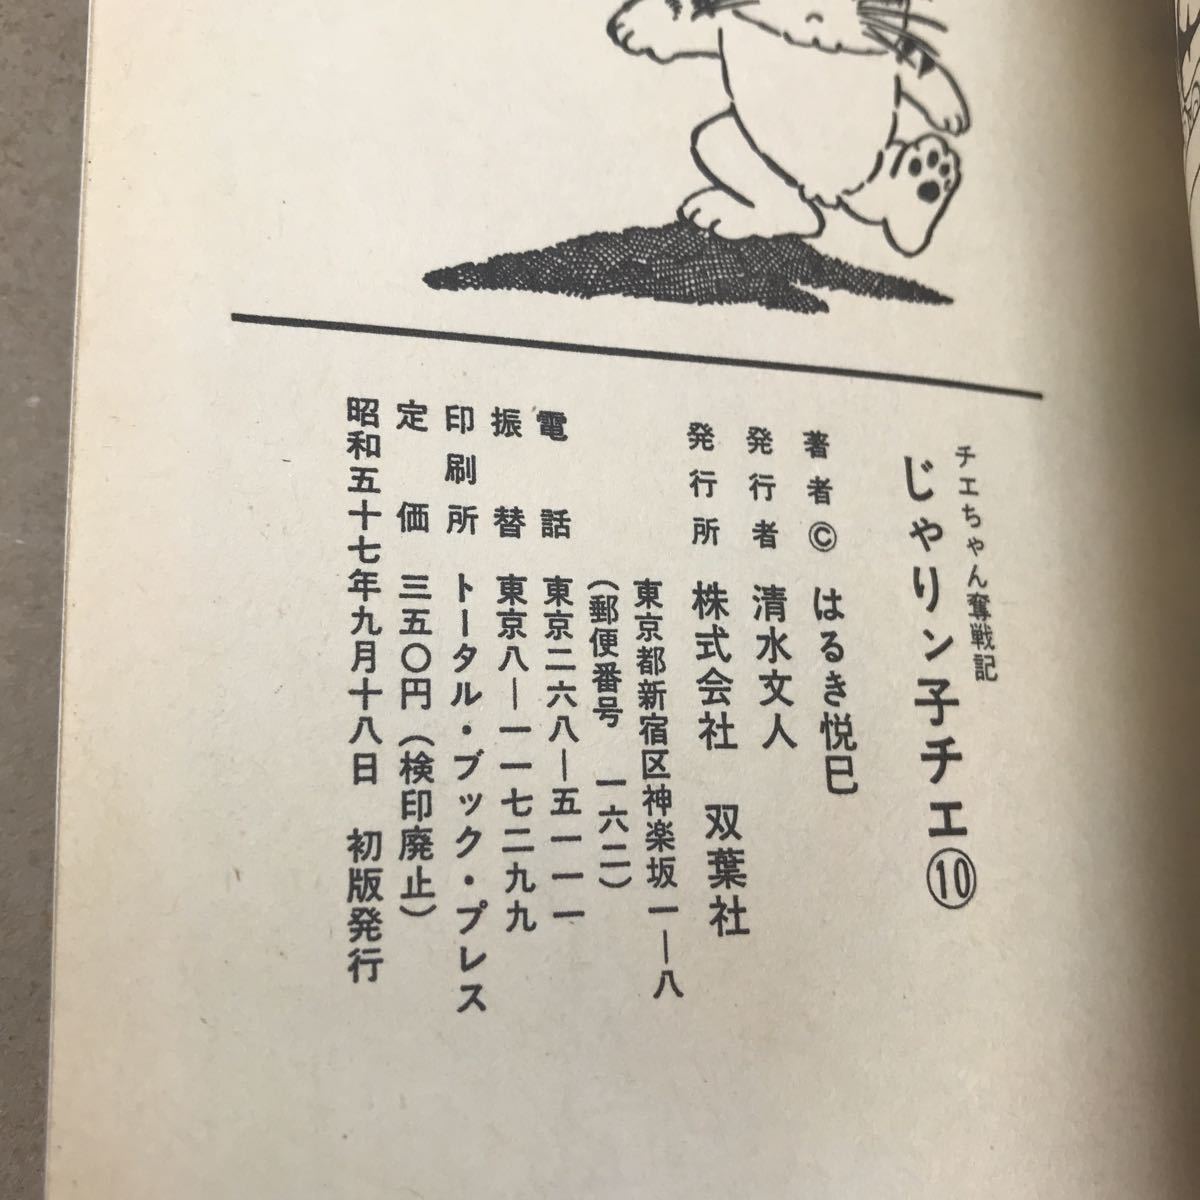 チエちゃん奮戦記
じゃりン子チエ⑩
著者© はるき悦巳
発行者 清水文人
発行所 株式会社 双葉社
東京都新宿区神楽坂一―八
(郵便番号 一六二)
電話 東京二六八―五一一一
振替 東京八―一一七二九九
印刷所 トータル・ブック・プレス
定価 三五〇円(検印廃止)
昭和五十七年九月十八日 初版発行